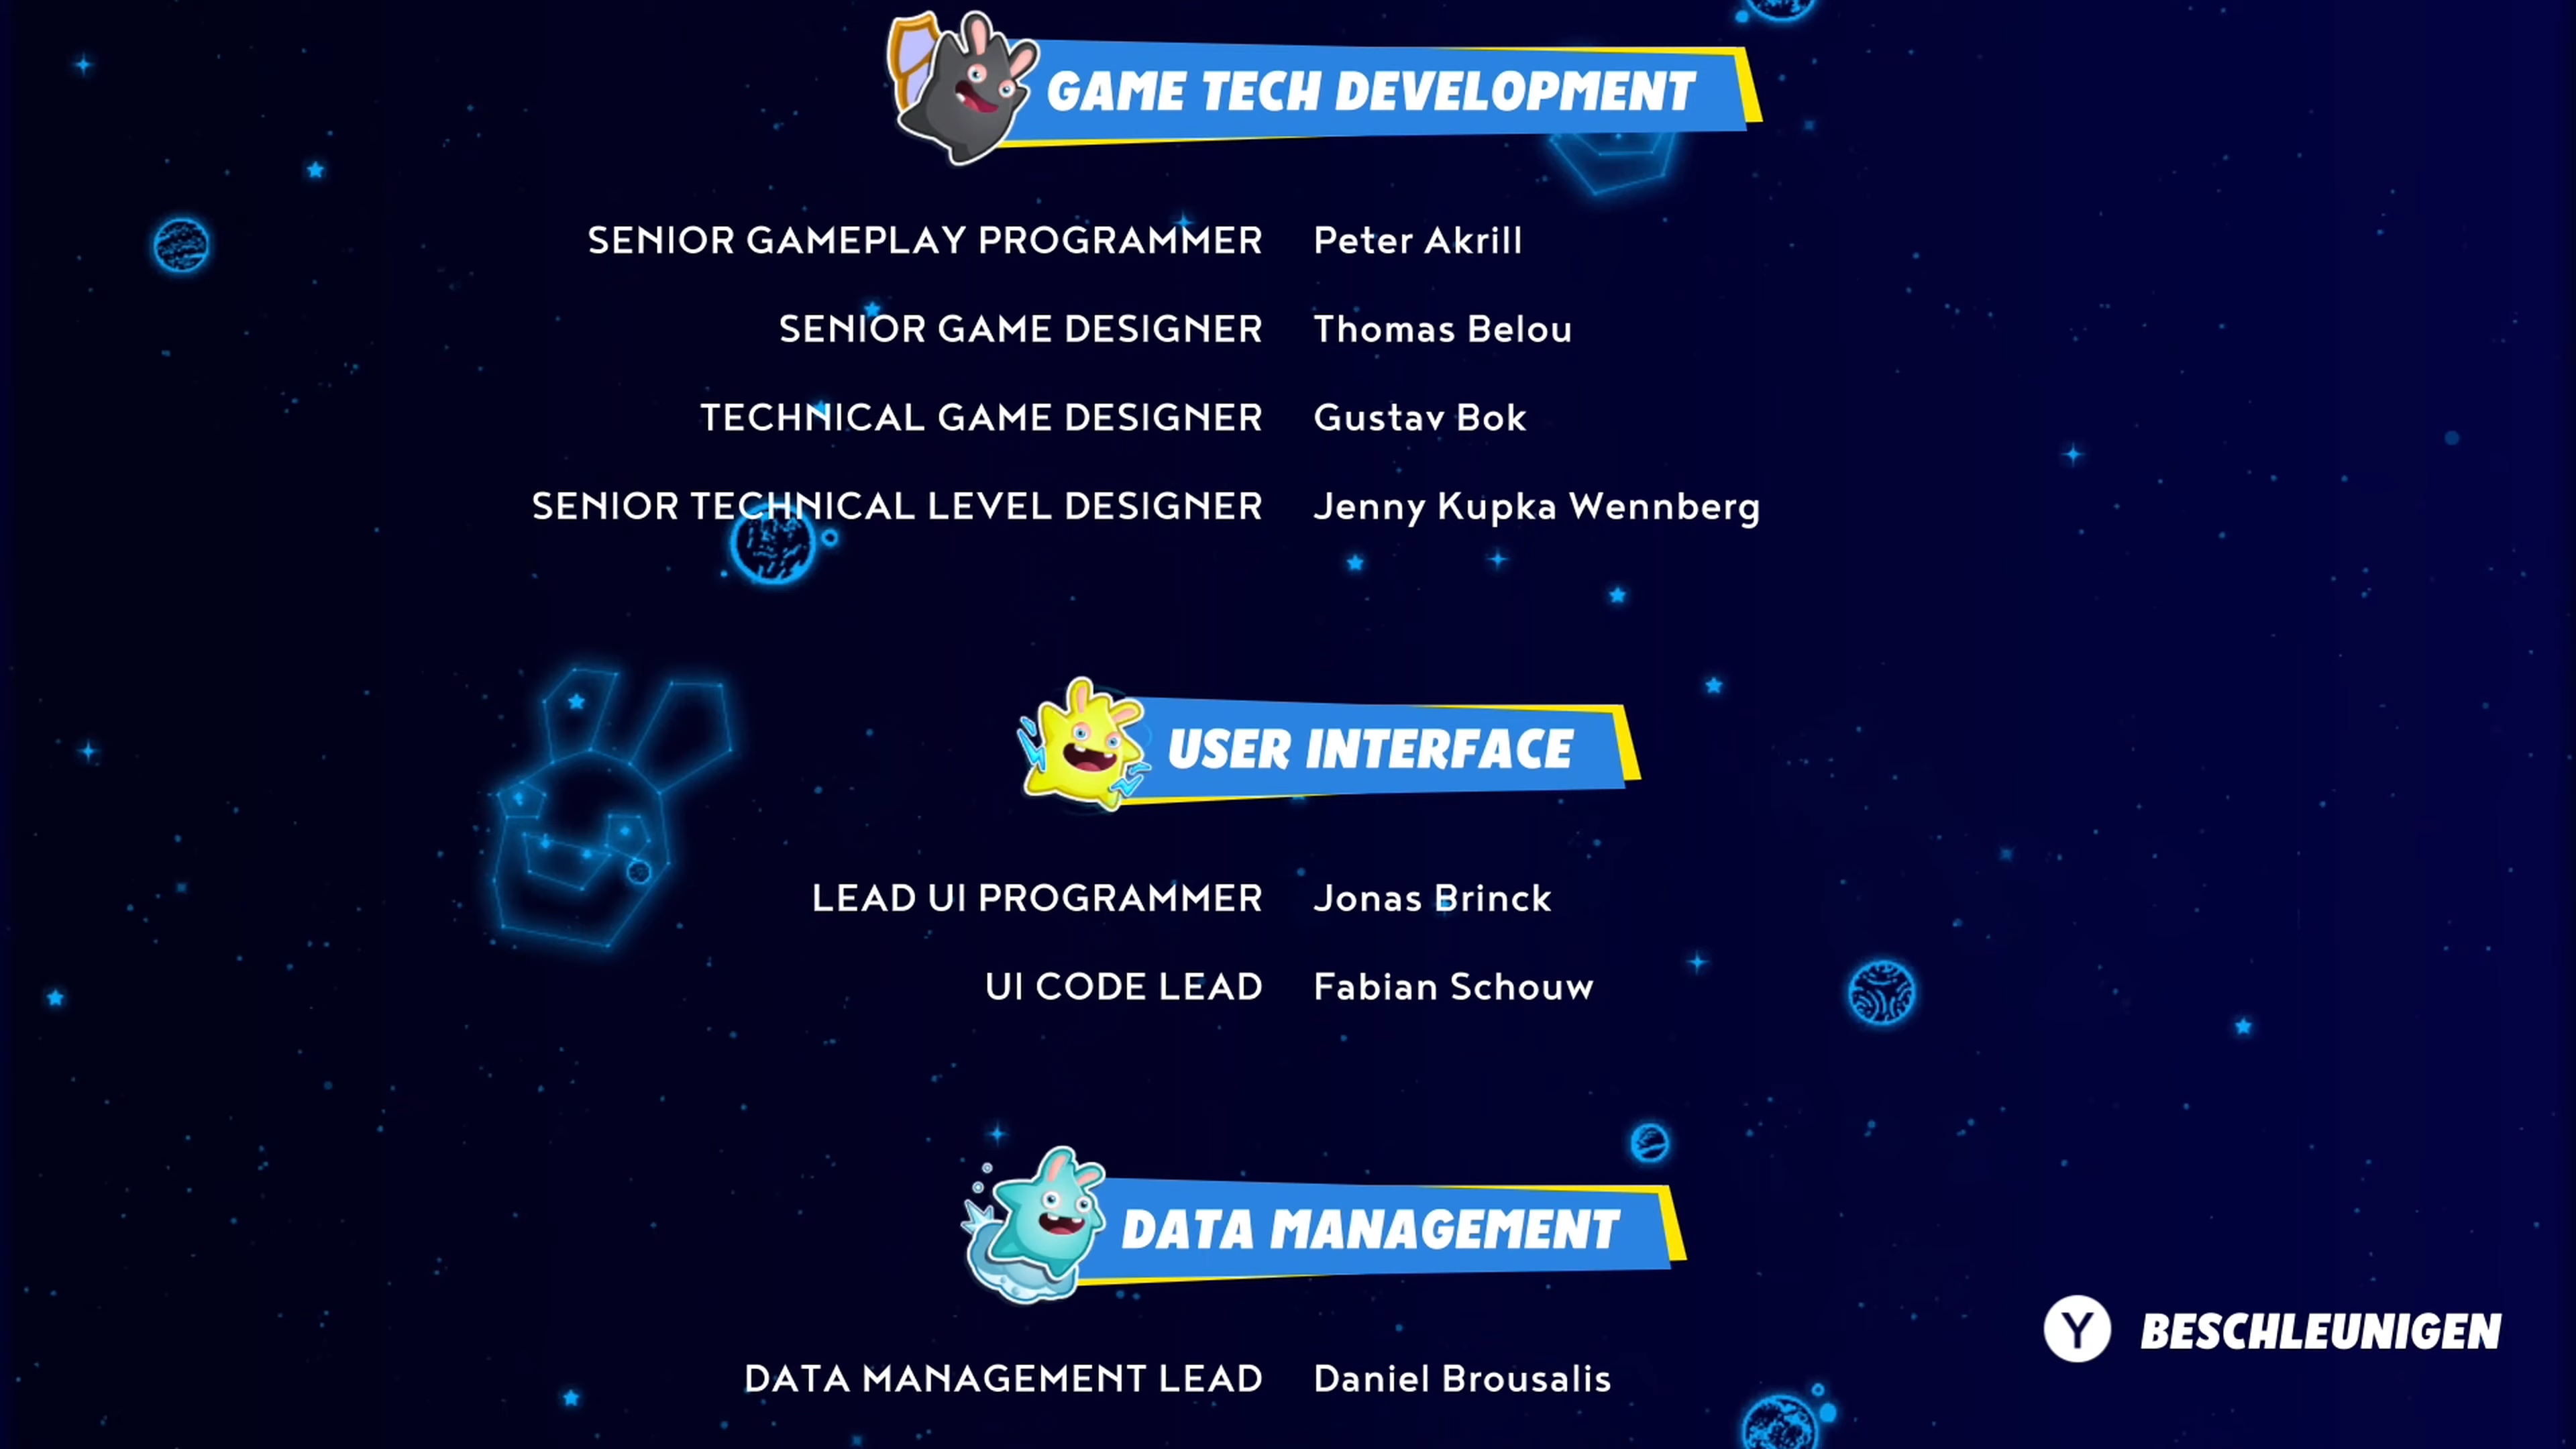 GAME TECH DEVELOPMENT
SENIOR GAMEPLAY PROGRAMMER Peter Akrill
SENIOR GAME DESIGNER Thomas Belou
TECHNICAL GAME DESIGNER Gustav Bok
SENIOR TECHNICAL LEVEL DESIGNER Jenny Kupka Wennberg
USER INTERFACE
LEAD UI PROGRAMMER Jonas Brinck
UI CODE LEAD Fabian Schouw
DATA MANAGEMENT
DATA MANAGEMENT LEAD Daniel Brousalis
Y BESCHLEUNIGEN